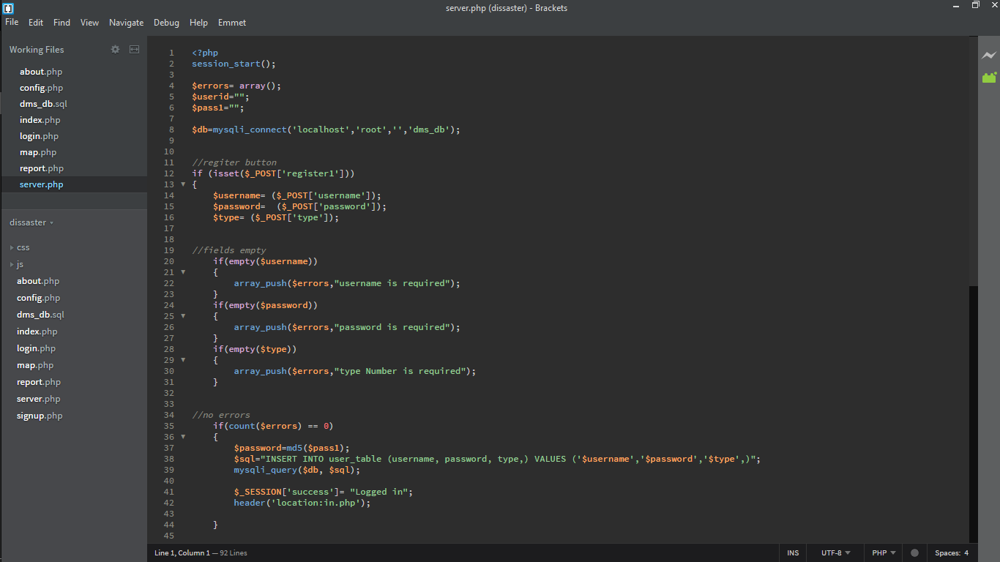 server.php (dissaster) - Brackets
File Edit Find View Navigate Debug Help Emmet
Working Files
about.php
config.php
dms_db.sql
index.php
login.php
map.php
report.php
server.php
dissaster
css
js
about.php
config.php
dms_db.sql
index.php
login.php
map.php
report.php
server.php
signup.php
1 <?php
2 session_start();
3
4 $errors= array();
5 $userid="";
6 $pass1="";
7
8 $db=mysqli_connect('localhost','root','','dms_db');
9
10
11 //regiter button
12 if (isset($_POST['register1']))
13 {
14     $username= ($_POST['username']);
15     $password=  ($_POST['password']);
16     $type= ($_POST['type']);
17
18
19 //fields empty
20     if(empty($username))
21     {
22         array_push($errors,"username is required");
23     }
24     if(empty($password))
25     {
26         array_push($errors,"password is required");
27     }
28     if(empty($type))
29     {
30         array_push($errors,"type Number is required");
31     }
32
33
34 //no errors
35     if(count($errors) == 0)
36     {
37         $password=md5($pass1);
38         $sql="INSERT INTO user_table (username, password, type,) VALUES ('$username','$password','$type',)";
39         mysqli_query($db, $sql);
40
41         $_SESSION['success']= "Logged in";
42         header('location:in.php');
43
44     }
45
Line 1, Column 1 — 92 Lines
INS UTF-8 PHP Spaces: 4